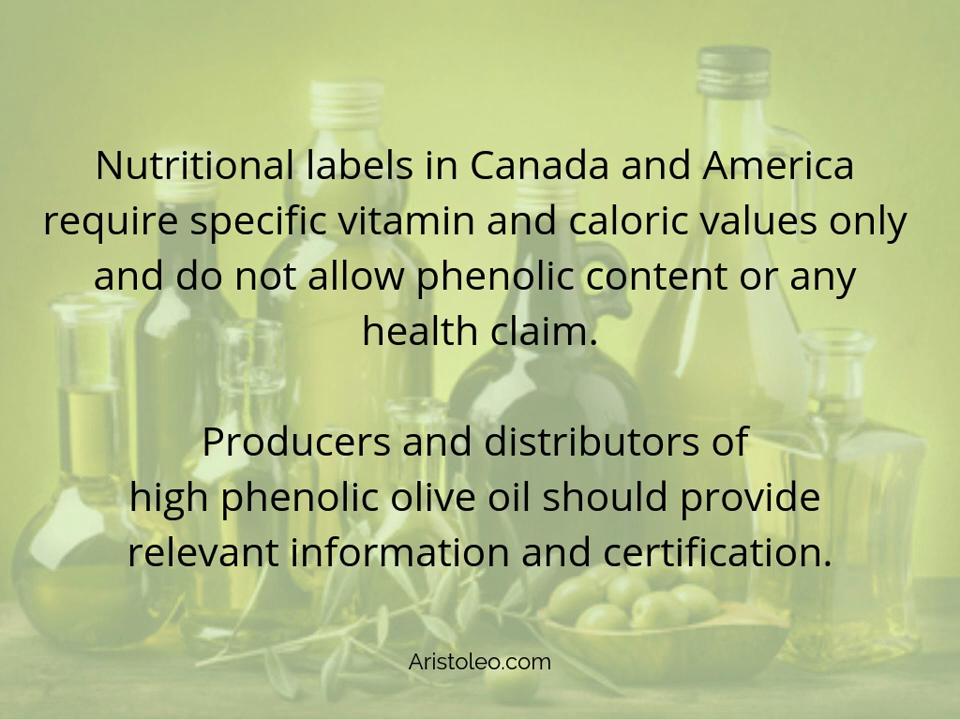 Nutritional labels in Canada and America
require specific vitamin and caloric values only
and do not allow phenolic content or any
health claim.
Producers and distributors of
high phenolic olive oil should provide
relevant information and certification.
Aristoleo.com